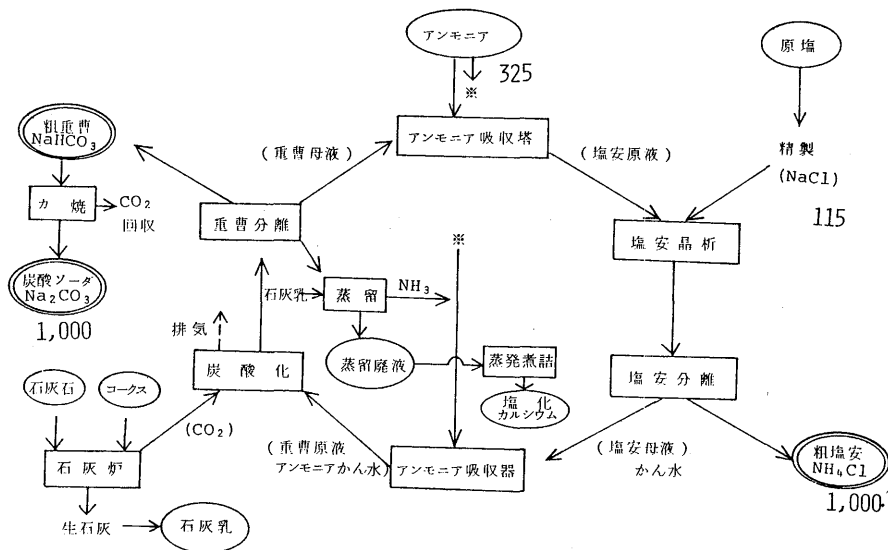 アンモニア
325
※
原塩
粗重曹
NaHCO₃
(重曹母液)
アンモニア吸収塔
(塩安原液)
精製
(NaCl)
115
カ焼
CO₂
回収
重曹分離
塩安晶析
※
炭酸ソーダ
Na₂CO₃
1,000
石灰乳
蒸留
NH₃
排気
炭酸化
蒸留廃液
蒸発煮詰
塩安分離
塩化
カルシウム
石灰石
コークス
(CO₂)
(重曹原液
アンモニアかん水)
アンモニア吸収器
(塩安母液)
かん水
粗塩安
NH₄Cl
1,000.
石灰炉
生石灰
石灰乳